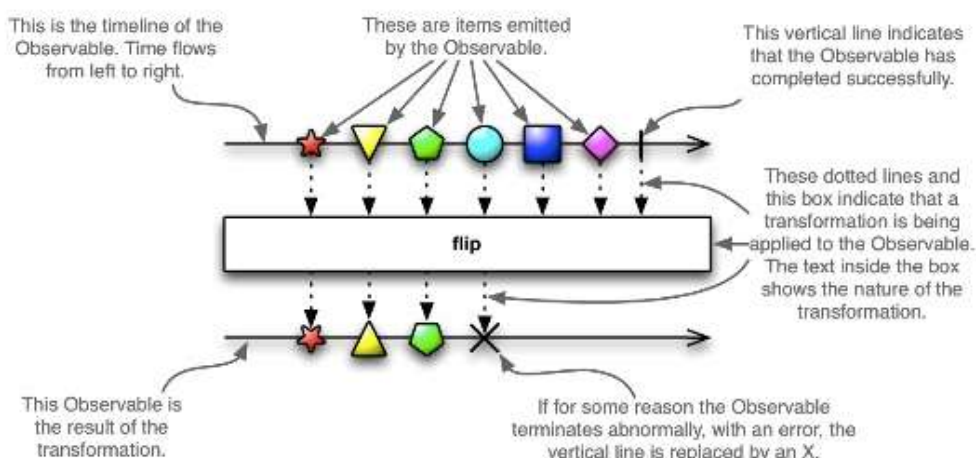 This is the timeline of the
Observable. Time flows
from left to right.
These are items emitted
by the Observable.
This vertical line indicates
that the Observable has
completed successfully.
These dotted lines and
this box indicate that a
transformation is being
applied to the Observable.
The text inside the box
shows the nature of the
transformation.
flip
This Observable is
the result of the
transformation.
If for some reason the Observable
terminates abnormally, with an error, the
vertical line is replaced by an X.